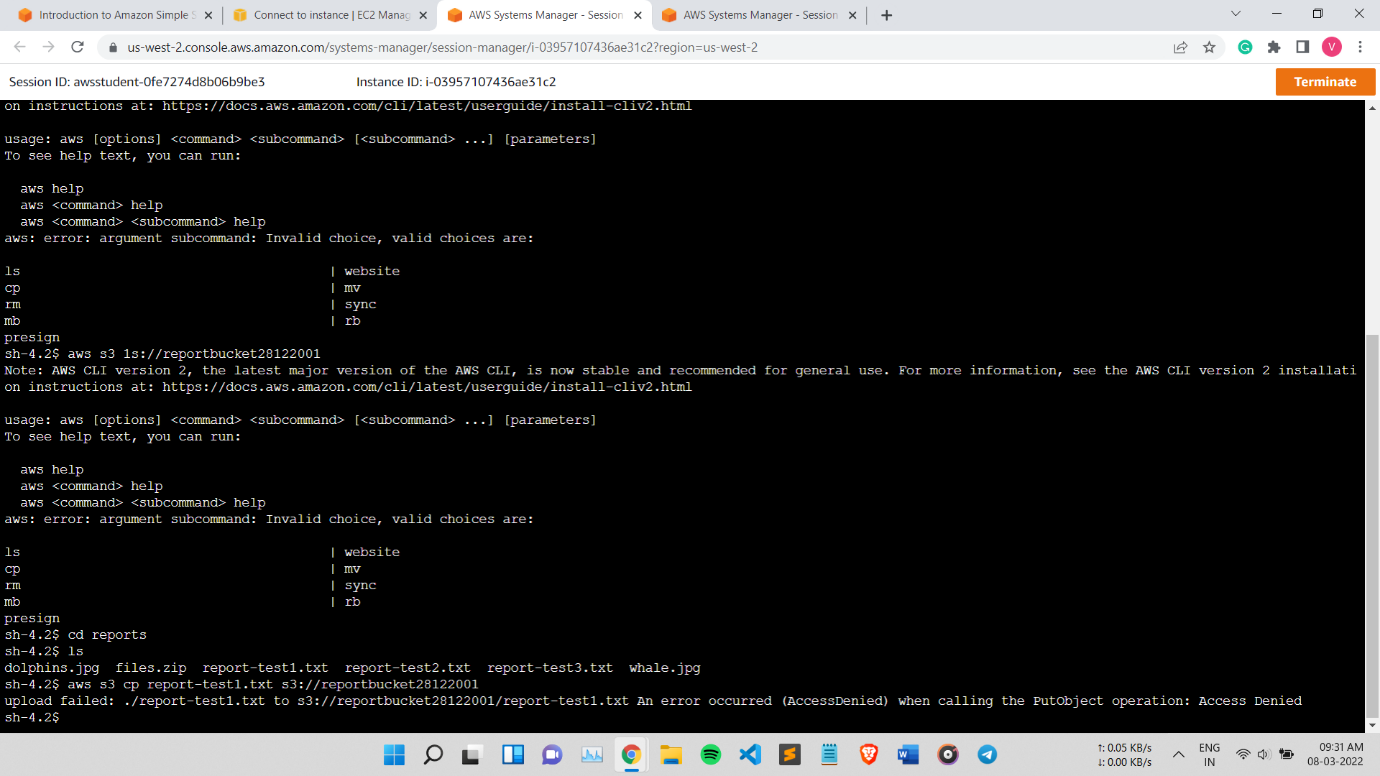 Introduction to Amazon Simple S
Connect to instance | EC2 Manag
AWS Systems Manager - Session
AWS Systems Manager - Session
us-west-2.console.aws.amazon.com/systems-manager/session-manager/i-03957107436ae31c2?region=us-west-2
V
Session ID: awsstudent-0fe7274d8b06b9be3
Instance ID: i-03957107436ae31c2
Terminate
on instructions at: https://docs.aws.amazon.com/cli/latest/userguide/install-cliv2.html
usage: aws [options] <command> <subcommand> [<subcommand> ...] [parameters]
To see help text, you can run:
aws help
aws <command> help
aws <command> <subcommand> help
aws: error: argument subcommand: Invalid choice, valid choices are:
ls | website
cp | mv
rm | sync
mb | rb
presign
sh-4.2$ aws s3 1s://reportbucket28122001
Note: AWS CLI version 2, the latest major version of the AWS CLI, is now stable and recommended for general use. For more information, see the AWS CLI version 2 installati
on instructions at: https://docs.aws.amazon.com/cli/latest/userguide/install-cliv2.html
usage: aws [options] <command> <subcommand> [<subcommand> ...] [parameters]
To see help text, you can run:
aws help
aws <command> help
aws <command> <subcommand> help
aws: error: argument subcommand: Invalid choice, valid choices are:
ls | website
cp | mv
rm | sync
mb | rb
presign
sh-4.2$ cd reports
sh-4.2$ ls
dolphins.jpg files.zip report-test1.txt report-test2.txt report-test3.txt whale.jpg
sh-4.2$ aws s3 cp report-test1.txt s3://reportbucket28122001
upload failed: ./report-test1.txt to s3://reportbucket28122001/report-test1.txt An error occurred (AccessDenied) when calling the PutObject operation: Access Denied
sh-4.2$
↑: 0.05 KB/s
↓: 0.00 KB/s
ENG
IN
09:31 AM
08-03-2022